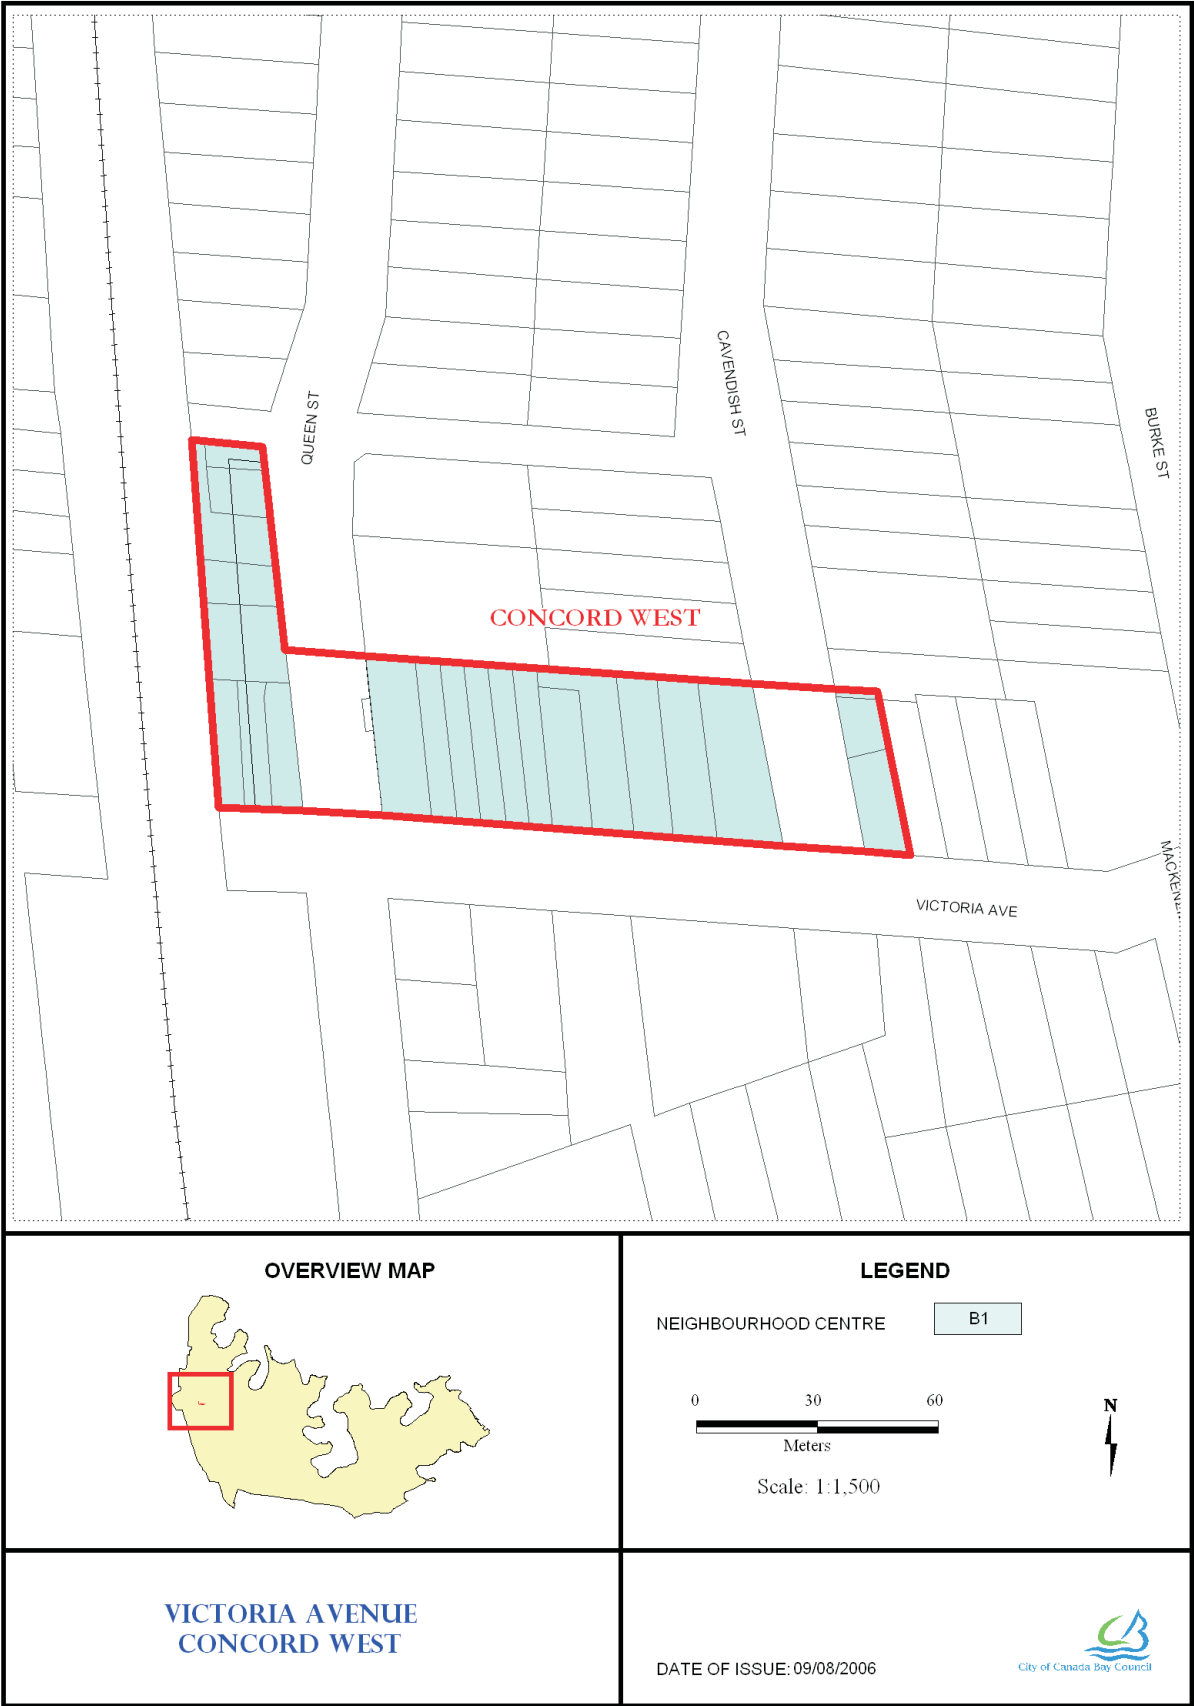 QUEEN ST
CAVENDISH ST
BURKE ST
CONCORD WEST
VICTORIA AVE
OVERVIEW MAP
LEGEND
NEIGHBOURHOOD CENTRE
B1
0 30 60
Meters
Scale: 1:1,500
N
VICTORIA AVENUE
CONCORD WEST
DATE OF ISSUE: 09/08/2006
City of Canada Bay Council